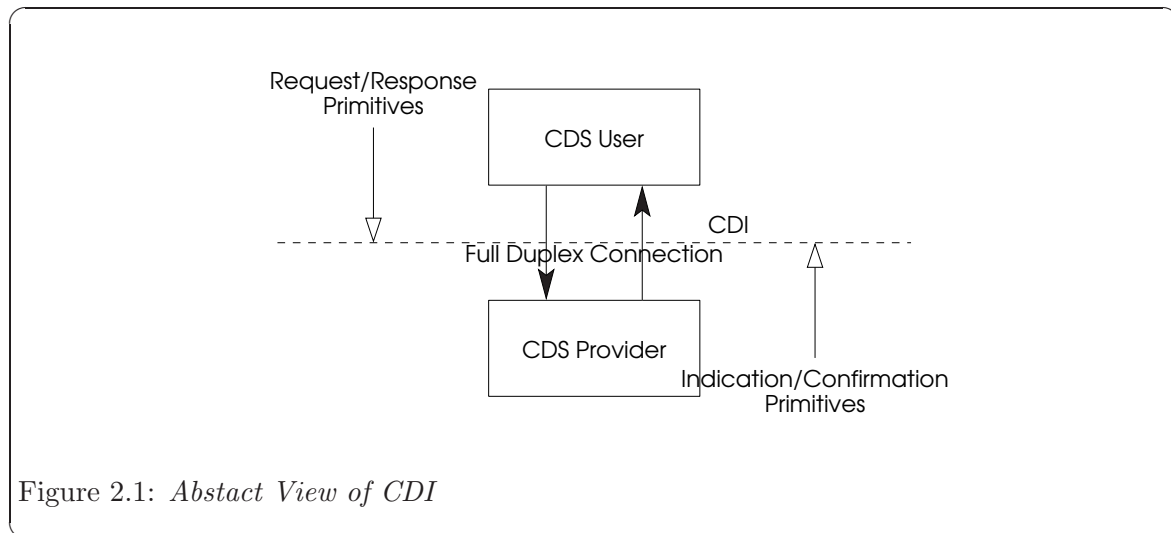 Request/Response
Primitives
CDS User
CDI
Full Duplex Connection
CDS Provider
Indication/Confirmation
Primitives
Figure 2.1: Abstact View of CDI